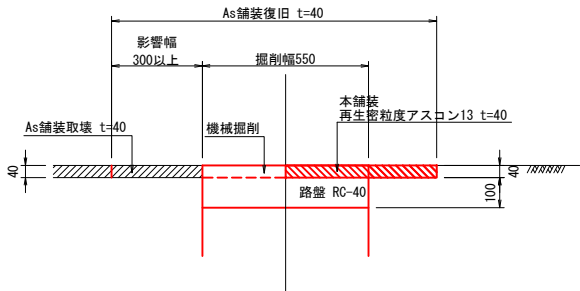 As舗装復旧 t=40
影響幅
300以上
掘削幅550
本舗装
再生密粒度アスコン13 t=40
As舗装取壊 t=40
機械掘削
40
40
路盤 RC-40
100